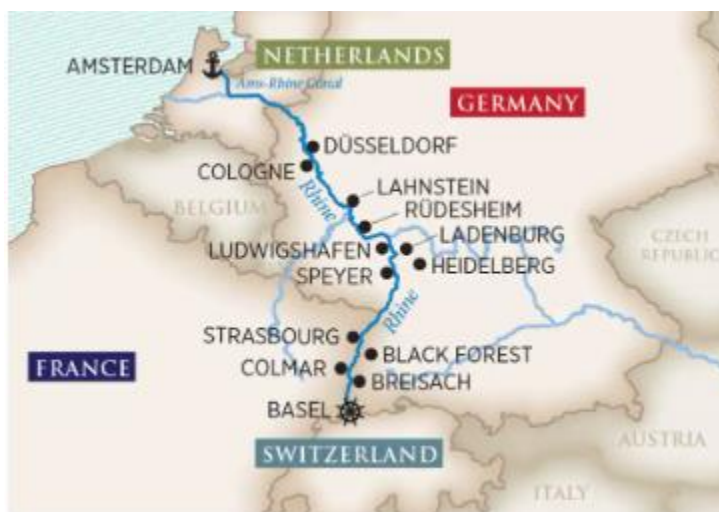 NETHERLANDS
AMSTERDAM
Ams-Rhine Canal
GERMANY
DÜSSELDORF
COLOGNE
LAHNSTEIN
Rhine
BELGIUM
RÜDESHEIM
LADENBURG
LUDWIGSHAFEN
CZECH
REPUBLIC
HEIDELBERG
SPEYER
Rhine
STRASBOURG
BLACK FOREST
FRANCE
COLMAR
BREISACH
BASEL
SWITZERLAND
AUSTRIA
ITALY